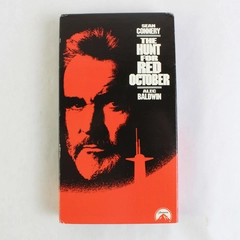 SEAN
CONNERY
THE
HUNT
FOR
RED
OCTOBER
ALEC
BALDWIN